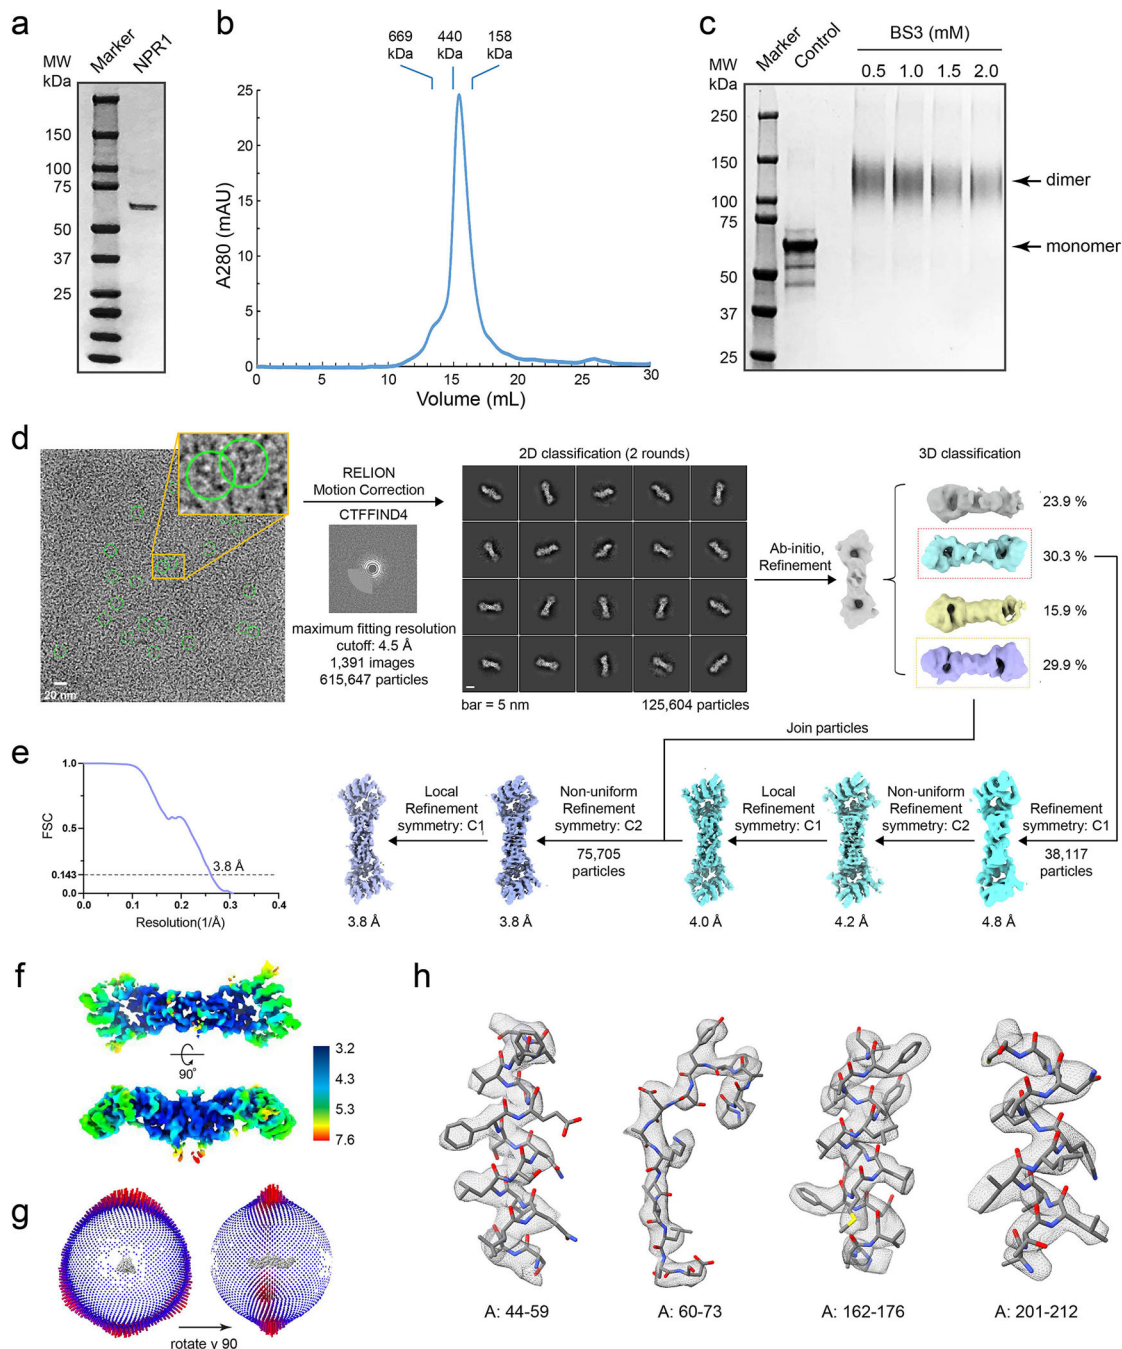 a
MW
kDa
Marker
NPR1
150
100
75
50
37
25
b
669
kDa
440
kDa
158
kDa
A280 (mAU)
25
20
15
10
5
0
0
5
10
15
20
25
30
Volume (mL)
c
MW
kDa
Marker
Control
BS3 (mM)
0.5 1.0 1.5 2.0
250
150
100
75
50
37
25
dimer
monomer
d
20 nm
RELION
Motion Correction
CTFFIND4
maximum fitting resolution
cutoff: 4.5 Å
1,391 images
615,647 particles
2D classification (2 rounds)
bar = 5 nm
125,604 particles
Ab-initio,
Refinement
3D classification
23.9 %
30.3 %
15.9 %
29.9 %
Join particles
Refinement
symmetry: C1
38,117
particles
4.8 Å
Non-uniform
Refinement
symmetry: C2
4.2 Å
Local
Refinement
symmetry: C1
4.0 Å
Non-uniform
Refinement
symmetry: C2
75,705
particles
3.8 Å
Local
Refinement
symmetry: C1
3.8 Å
e
FSC
1.0
0.5
0.143
0.0
3.8 Å
0.0 0.1 0.2 0.3 0.4
Resolution(1/Å)
f
90°
3.2
4.3
5.3
7.6
g
rotate y 90
h
A: 44-59
A: 60-73
A: 162-176
A: 201-212